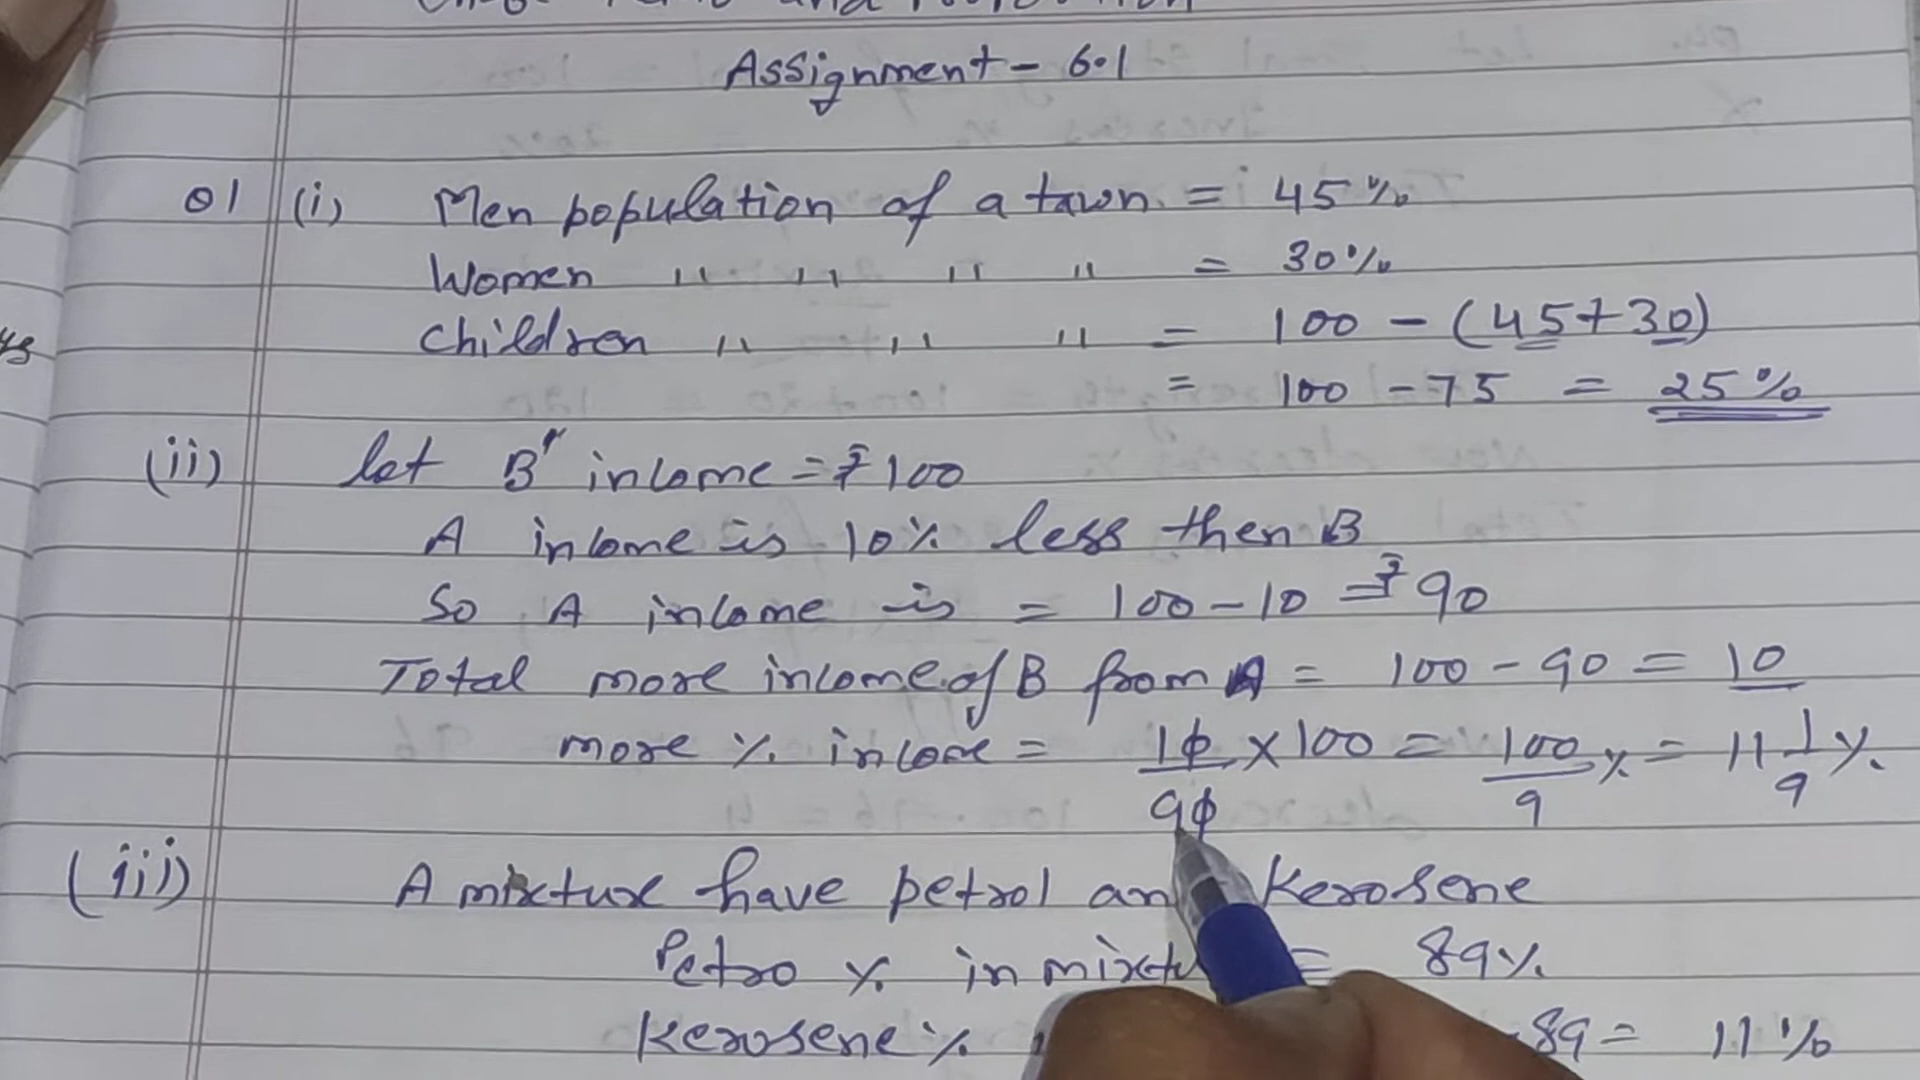 Assignment - 6.1
01 (i) Men population of a town = 45%
Women " " " " = 30%
Children " " " = 100 - (45+30)
= 100 - 75 = 25%
(ii) let B' income = ₹100
A income is 10% less then B
So A income is = 100-10 = ₹90
Total more income of B from A = 100 - 90 = 10
more % income = 10/90 × 100 = 100/9 % = 11 1/9 %
(iii) A mixture have petrol an Kerosene
Petro % in mixtu = 89%
Kerosene % 89 = 11%